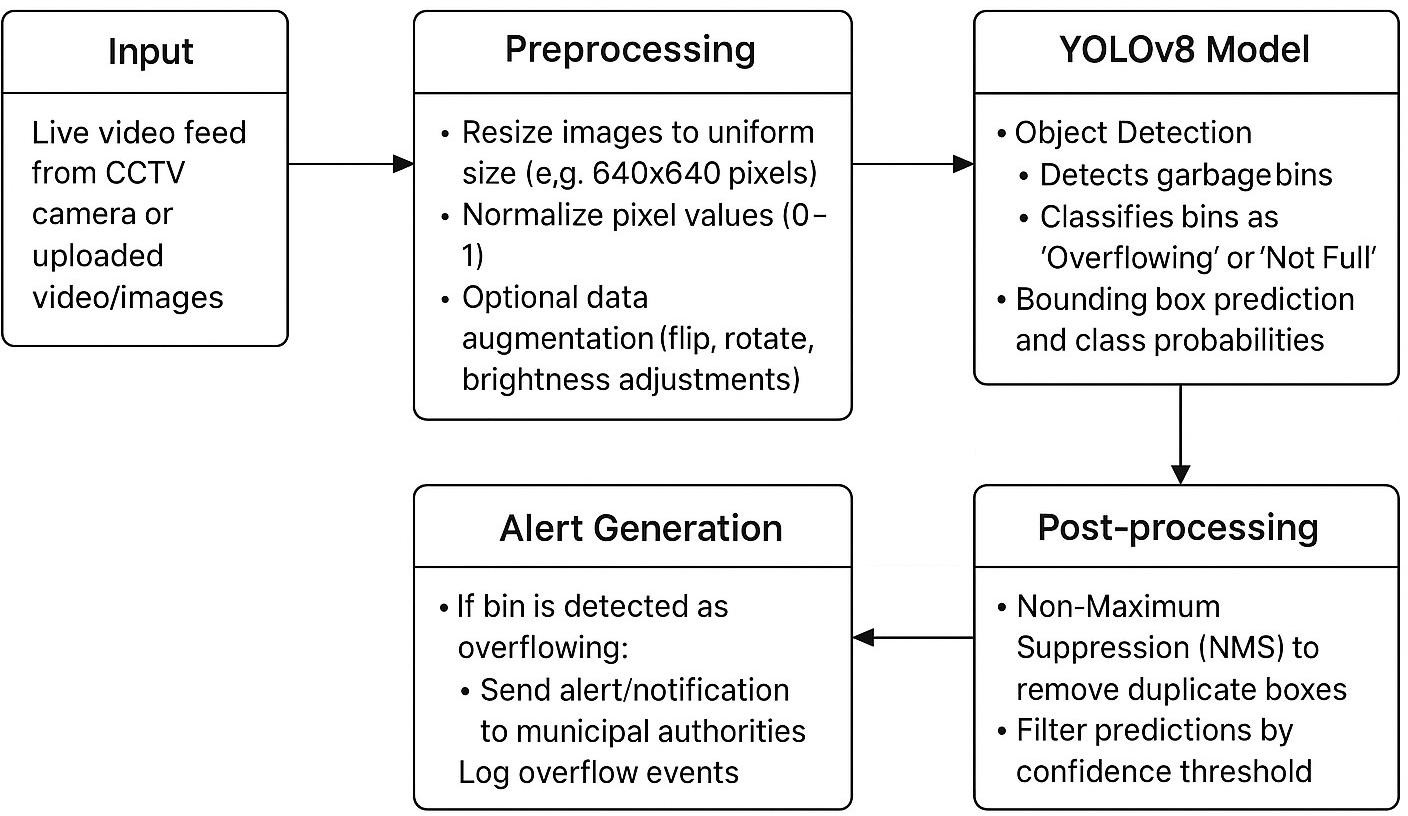 Input
Live video feed
from CCTV
camera or
uploaded
video/images
Preprocessing
• Resize images to uniform
size (e,g. 640x640 pixels)
• Normalize pixel values (0–
1)
• Optional data
augmentation (flip, rotate,
brightness adjustments)
YOLOv8 Model
• Object Detection
• Detects garbage bins
• Classifies bins as
‘Overflowing’ or ‘Not Full’
• Bounding box prediction
and class probabilities
Post-processing
• Non-Maximum
Suppression (NMS) to
remove duplicate boxes
• Filter predictions by
confidence threshold
Alert Generation
• If bin is detected as
overflowing:
• Send alert/notification
to municipal authorities
Log overflow events